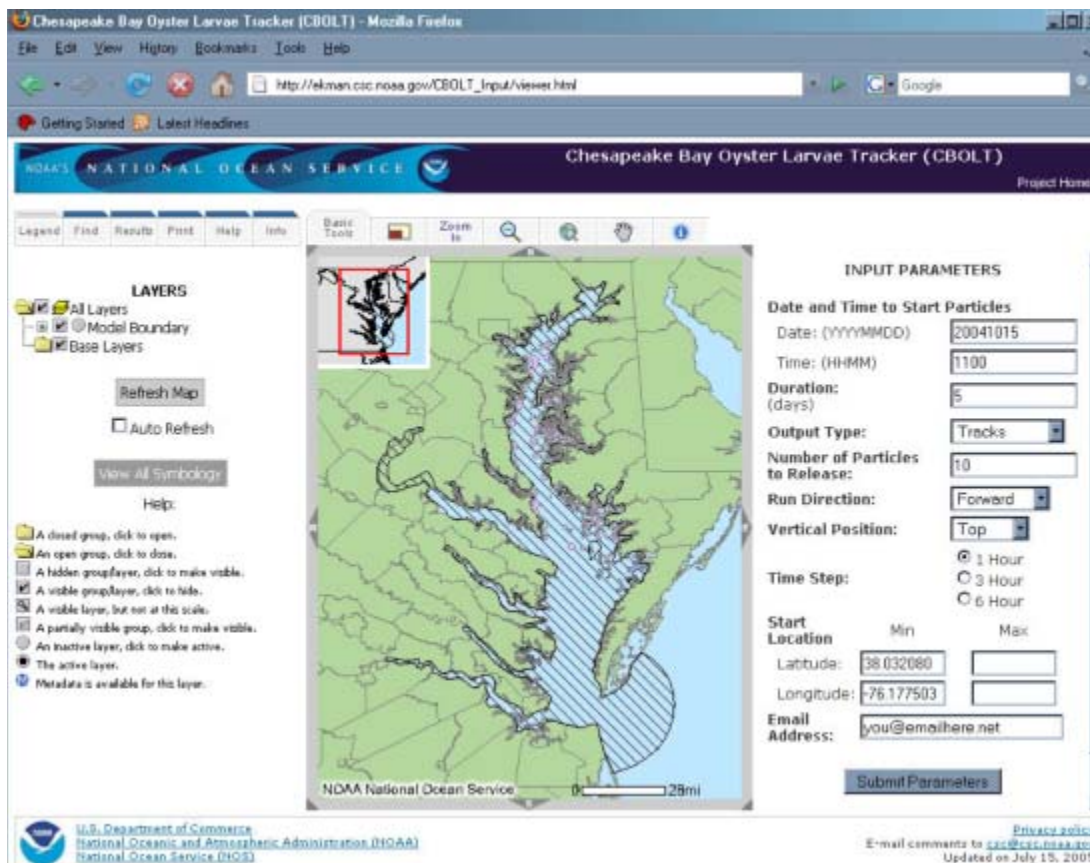 Chesapeake Bay Oyster Larvae Tracker (CBOLT) - Mozilla Firefox
File Edit View History Bookmarks Tools Help
http://ekman.csc.noaa.gov/CBOLT_Input/viewer.html
Google
Getting Started Latest Headlines
NOAA'S NATIONAL OCEAN SERVICE
Chesapeake Bay Oyster Larvae Tracker (CBOLT)
Project Home
Legend Find Results Print Help Info
Basic Tools
Zoom In
LAYERS
All Layers
Model Boundary
Base Layers
Refresh Map
Auto Refresh
View All Symbology
Help:
A closed group, click to open.
An open group, click to close.
A hidden group/layer, click to make visible.
A visible group/layer, click to hide.
A visible layer, but not at this scale.
A partially visible group, click to make visible.
An inactive layer, click to make active.
The active layer.
Metadata is available for this layer.
NOAA National Ocean Service
0 28mi
INPUT PARAMETERS
Date and Time to Start Particles
Date: (YYYYMMDD) 20041015
Time: (HHMM) 1100
Duration: (days) 5
Output Type: Tracks
Number of Particles to Release: 10
Run Direction: Forward
Vertical Position: Top
Time Step:
1 Hour
3 Hour
6 Hour
Start Location Min Max
Latitude: 38.032080
Longitude: -76.177503
Email Address: you@emailhere.net
Submit Parameters
U.S. Department of Commerce
National Oceanic and Atmospheric Administration (NOAA)
National Ocean Service (NOS)
Privacy polic
E-mail comments to csc@csc.noaa.go
Updated on July 15, 200